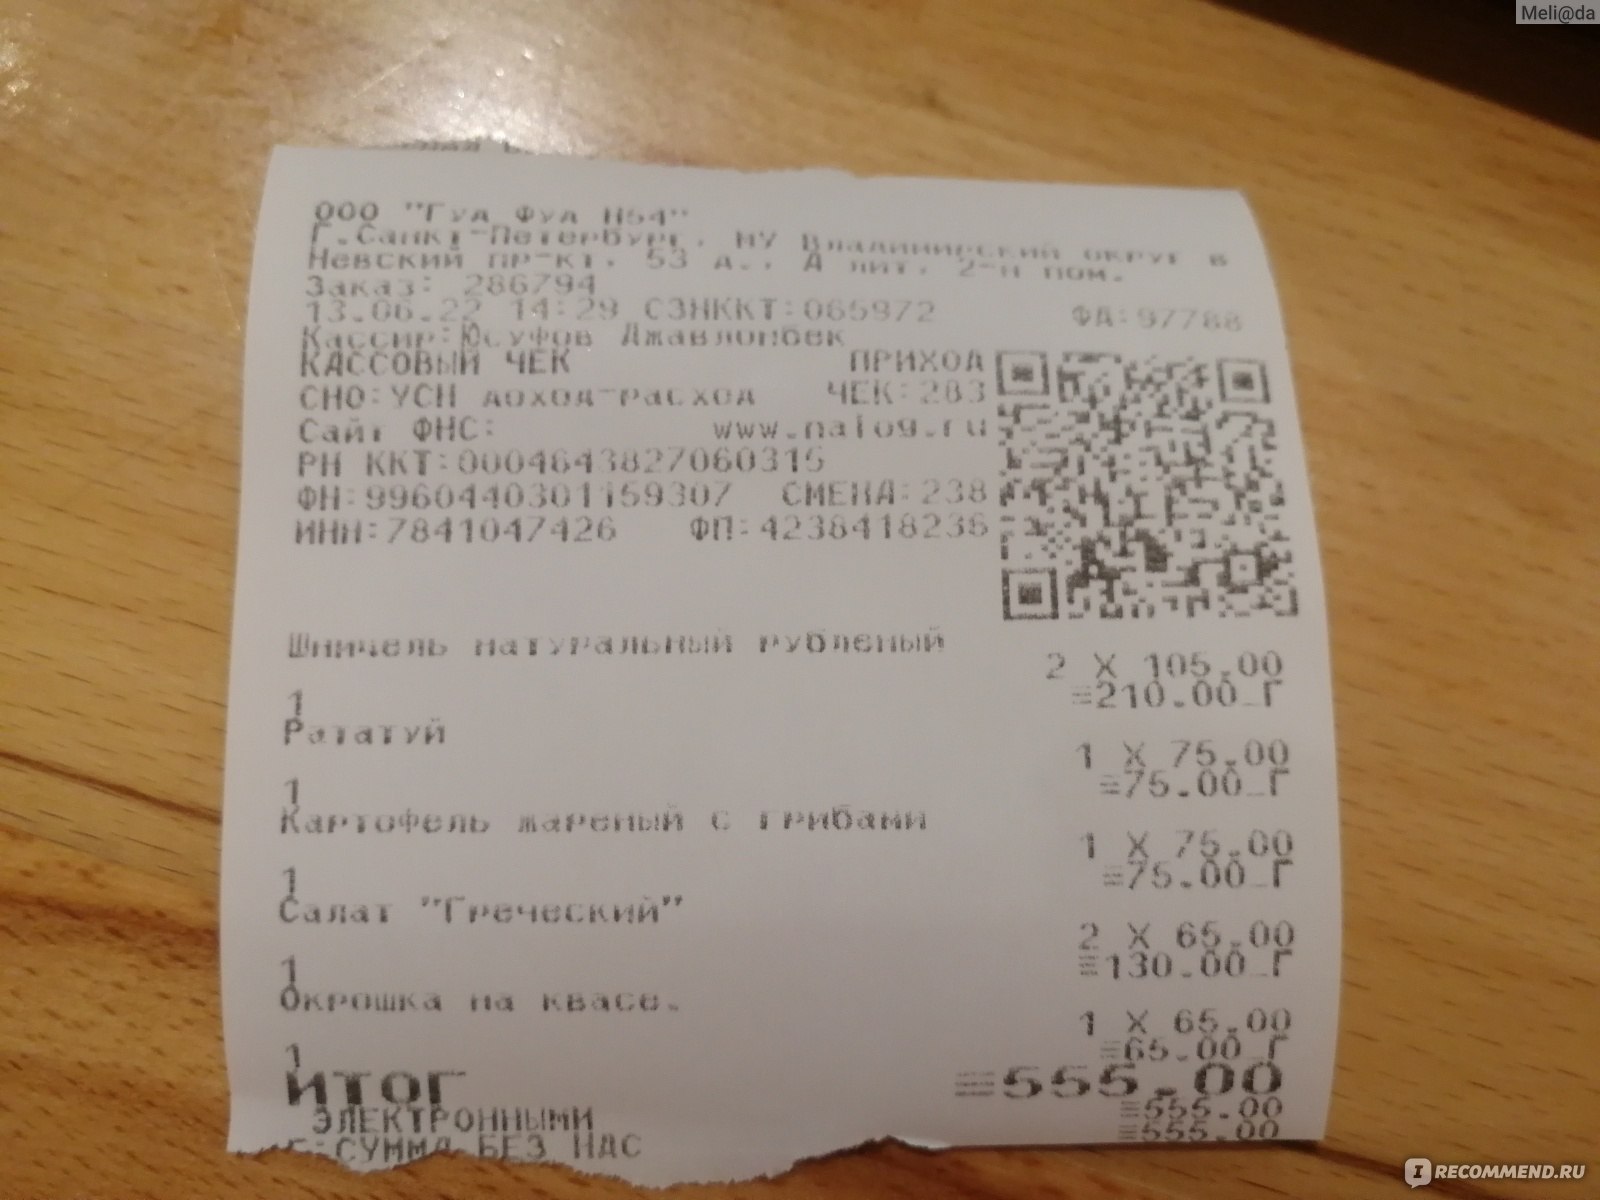 Meli@da
ООО "Гуд Фуд Н54"
Г.Санкт-Петербург, МУ Владимирский округ в
Невский пр-кт. 53 д., А лит. 2-н пом.
Заказ: 286794
13.06.22 14:29 СЗНККТ:065972 ФД:97788
Кассир:Юсуфов Джавлонбек
КАССОВЫЙ ЧЕК ПРИХОД
СНО:УСН доход-расход ЧЕК:283
Сайт ФНС: www.nalog.ru
РН ККТ:0004643827060315
ФН:9960440301159307 СМЕНА:238
ИНН:7841047426 ФП:4238418236
Шницель натуральный рубленый
2 X 105.00
1 ≡210.00_Г
Рататуй
1 X 75.00
1 ≡75.00_Г
Картофель жареный с грибами
1 X 75.00
1 ≡75.00_Г
Салат "Греческий"
2 X 65.00
1 ≡130.00_Г
Окрошка на квасе.
1 X 65.00
1 ≡65.00_Г
ИТОГ ≡555.00
ЭЛЕКТРОННЫМИ ≡555.00
Г:СУММА БЕЗ НДС ≡555.00
IRECOMMEND.RU